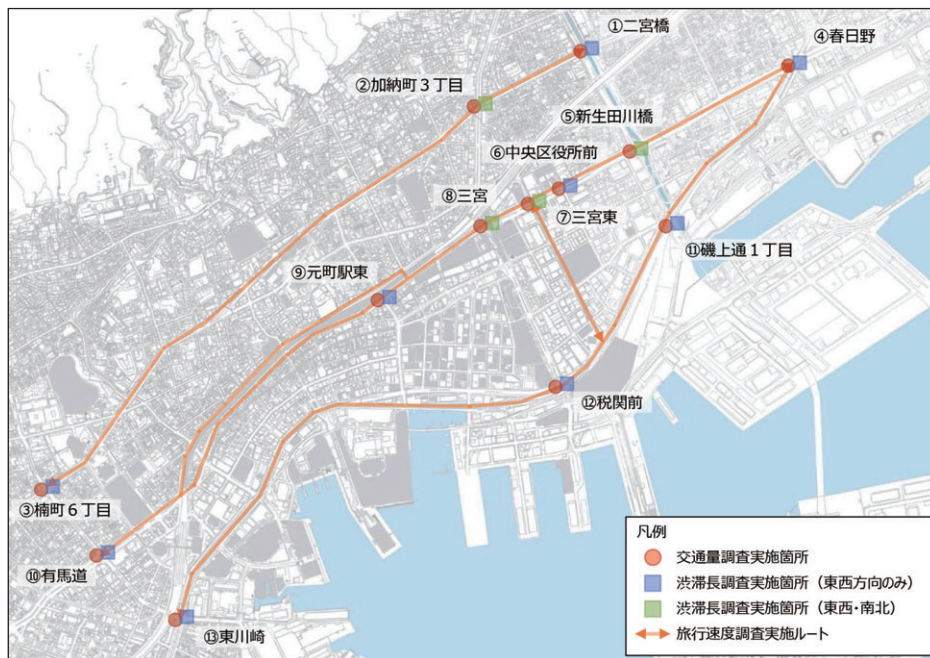 ①二宮橋
④春日野
②加納町３丁目
⑤新生田川橋
⑥中央区役所前
⑧三宮
⑦三宮東
⑪磯上通１丁目
⑨元町駅東
⑫税関前
③楠町６丁目
⑩有馬道
⑬東川崎
凡例
交通量調査実施箇所
渋滞長調査実施箇所（東西方向のみ）
渋滞長調査実施箇所（東西・南北）
旅行速度調査実施ルート